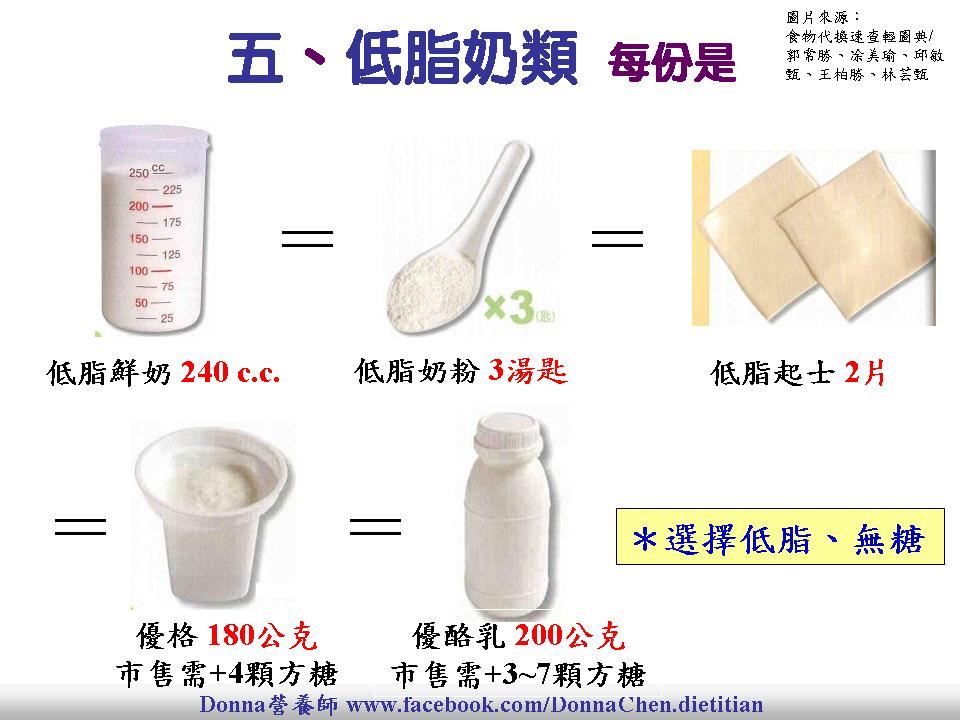 五、低脂奶類 每份是
圖片來源：
食物代換速查輕圖典/
郭常勝、涂美瑜、邱敏
甄、王柏勝、林芸甄
250 cc
225
200
175
150
125
100
75
50
25
×3(匙)
低脂鮮奶 240 c.c.
低脂奶粉 3湯匙
低脂起士 2片
＊選擇低脂、無糖
優格 180公克
市售需+4顆方糖
優酪乳 200公克
市售需+3~7顆方糖
Donna營養師 www.facebook.com/DonnaChen.dietitian